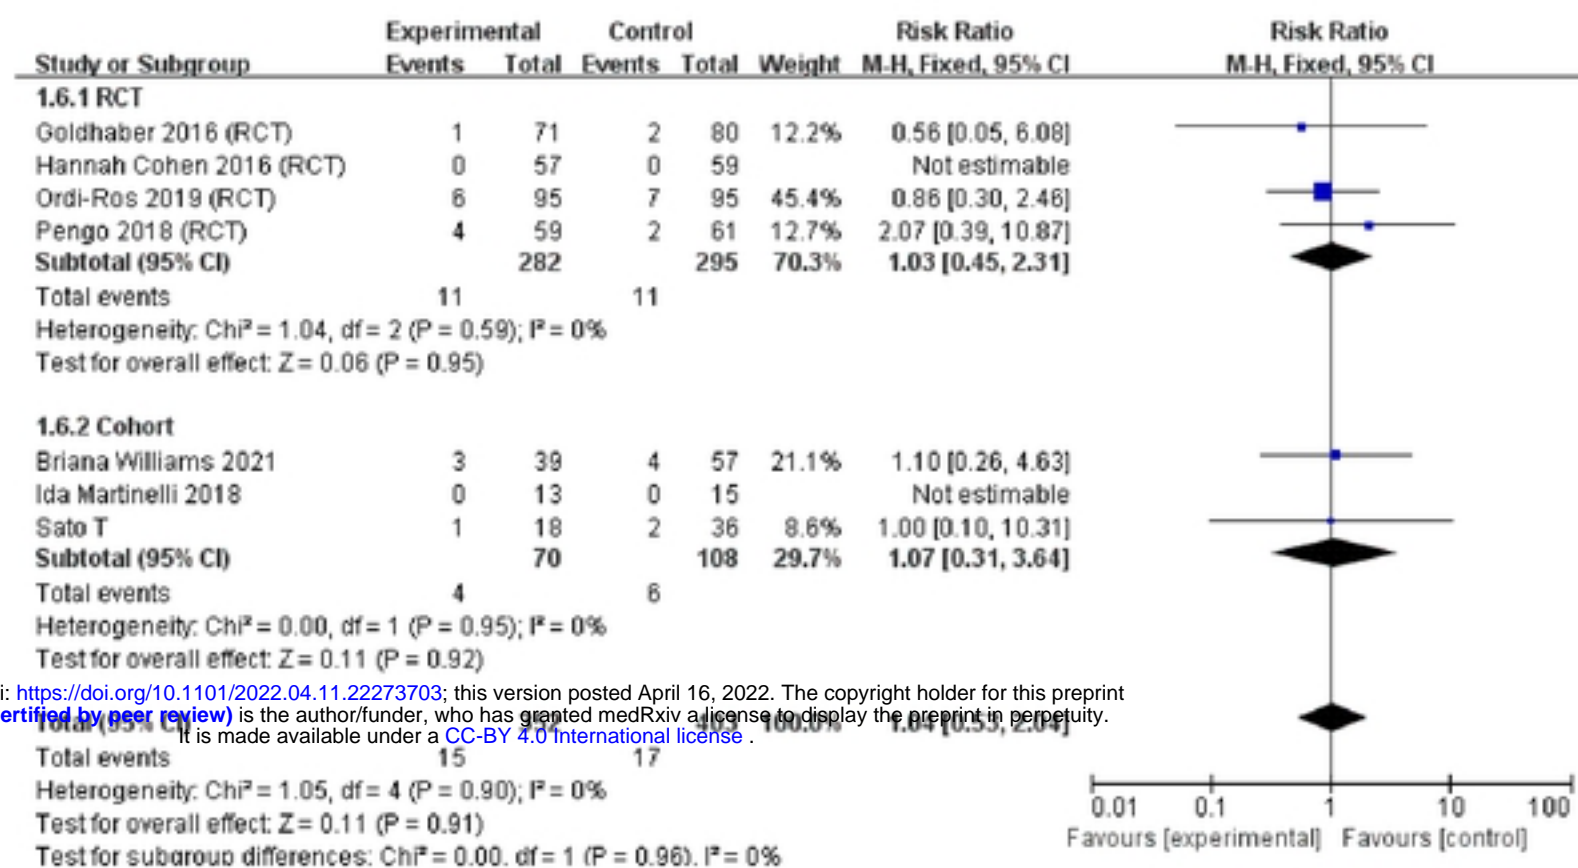 Experimental Control Risk Ratio Risk Ratio
Study or Subgroup Events Total Events Total Weight M-H, Fixed, 95% CI M-H, Fixed, 95% CI
1.6.1 RCT
Goldhaber 2016 (RCT) 1 71 2 80 12.2% 0.56 [0.05, 6.08]
Hannah Cohen 2016 (RCT) 0 57 0 59 Not estimable
Ordi-Ros 2019 (RCT) 6 95 7 95 45.4% 0.86 [0.30, 2.46]
Pengo 2018 (RCT) 4 59 2 61 12.7% 2.07 [0.39, 10.87]
Subtotal (95% CI) 282 295 70.3% 1.03 [0.45, 2.31]
Total events 11 11
Heterogeneity: Chi² = 1.04, df = 2 (P = 0.59); I² = 0%
Test for overall effect: Z = 0.06 (P = 0.95)
1.6.2 Cohort
Briana Williams 2021 3 39 4 57 21.1% 1.10 [0.26, 4.63]
Ida Martinelli 2018 0 13 0 15 Not estimable
Sato T 1 18 2 36 8.6% 1.00 [0.10, 10.31]
Subtotal (95% CI) 70 108 29.7% 1.07 [0.31, 3.64]
Total events 4 6
Heterogeneity: Chi² = 0.00, df = 1 (P = 0.95); I² = 0%
Test for overall effect: Z = 0.11 (P = 0.92)
i: https://doi.org/10.1101/2022.04.11.22273703; this version posted April 16, 2022. The copyright holder for this preprint
ertified by peer review) is the author/funder, who has granted medRxiv a license to display the preprint in perpetuity.
It is made available under a CC-BY 4.0 International license .
Total (95% CI) 352 403 100.0% 1.04 [0.53, 2.04]
Total events 15 17
Heterogeneity: Chi² = 1.05, df = 4 (P = 0.90); I² = 0%
Test for overall effect: Z = 0.11 (P = 0.91)
Test for subgroup differences: Chi² = 0.00, df = 1 (P = 0.96), I² = 0%
0.01 0.1 1 10 100
Favours [experimental] Favours [control]